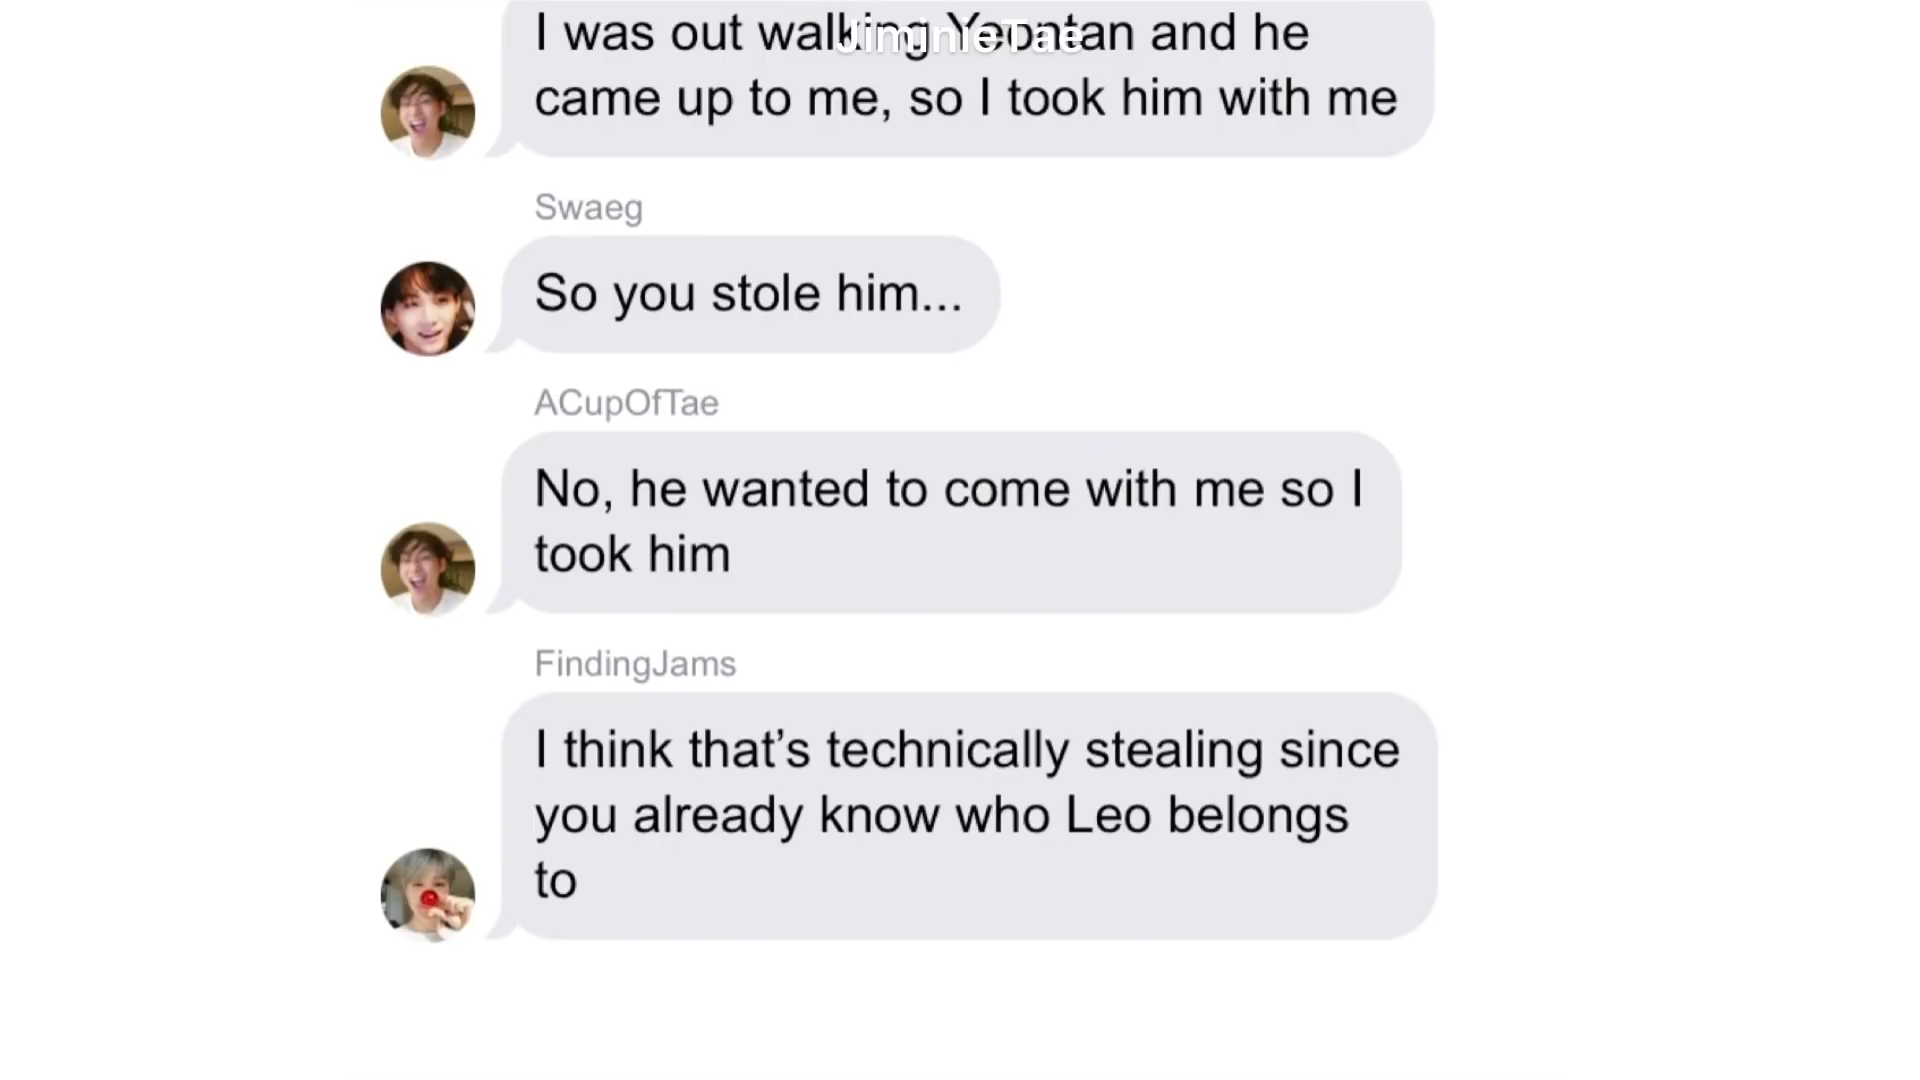 I was out walking Yeontan and he
JiminieTae
came up to me, so I took him with me
Swaeg
So you stole him...
ACupOfTae
No, he wanted to come with me so I
took him
FindingJams
I think that’s technically stealing since
you already know who Leo belongs
to